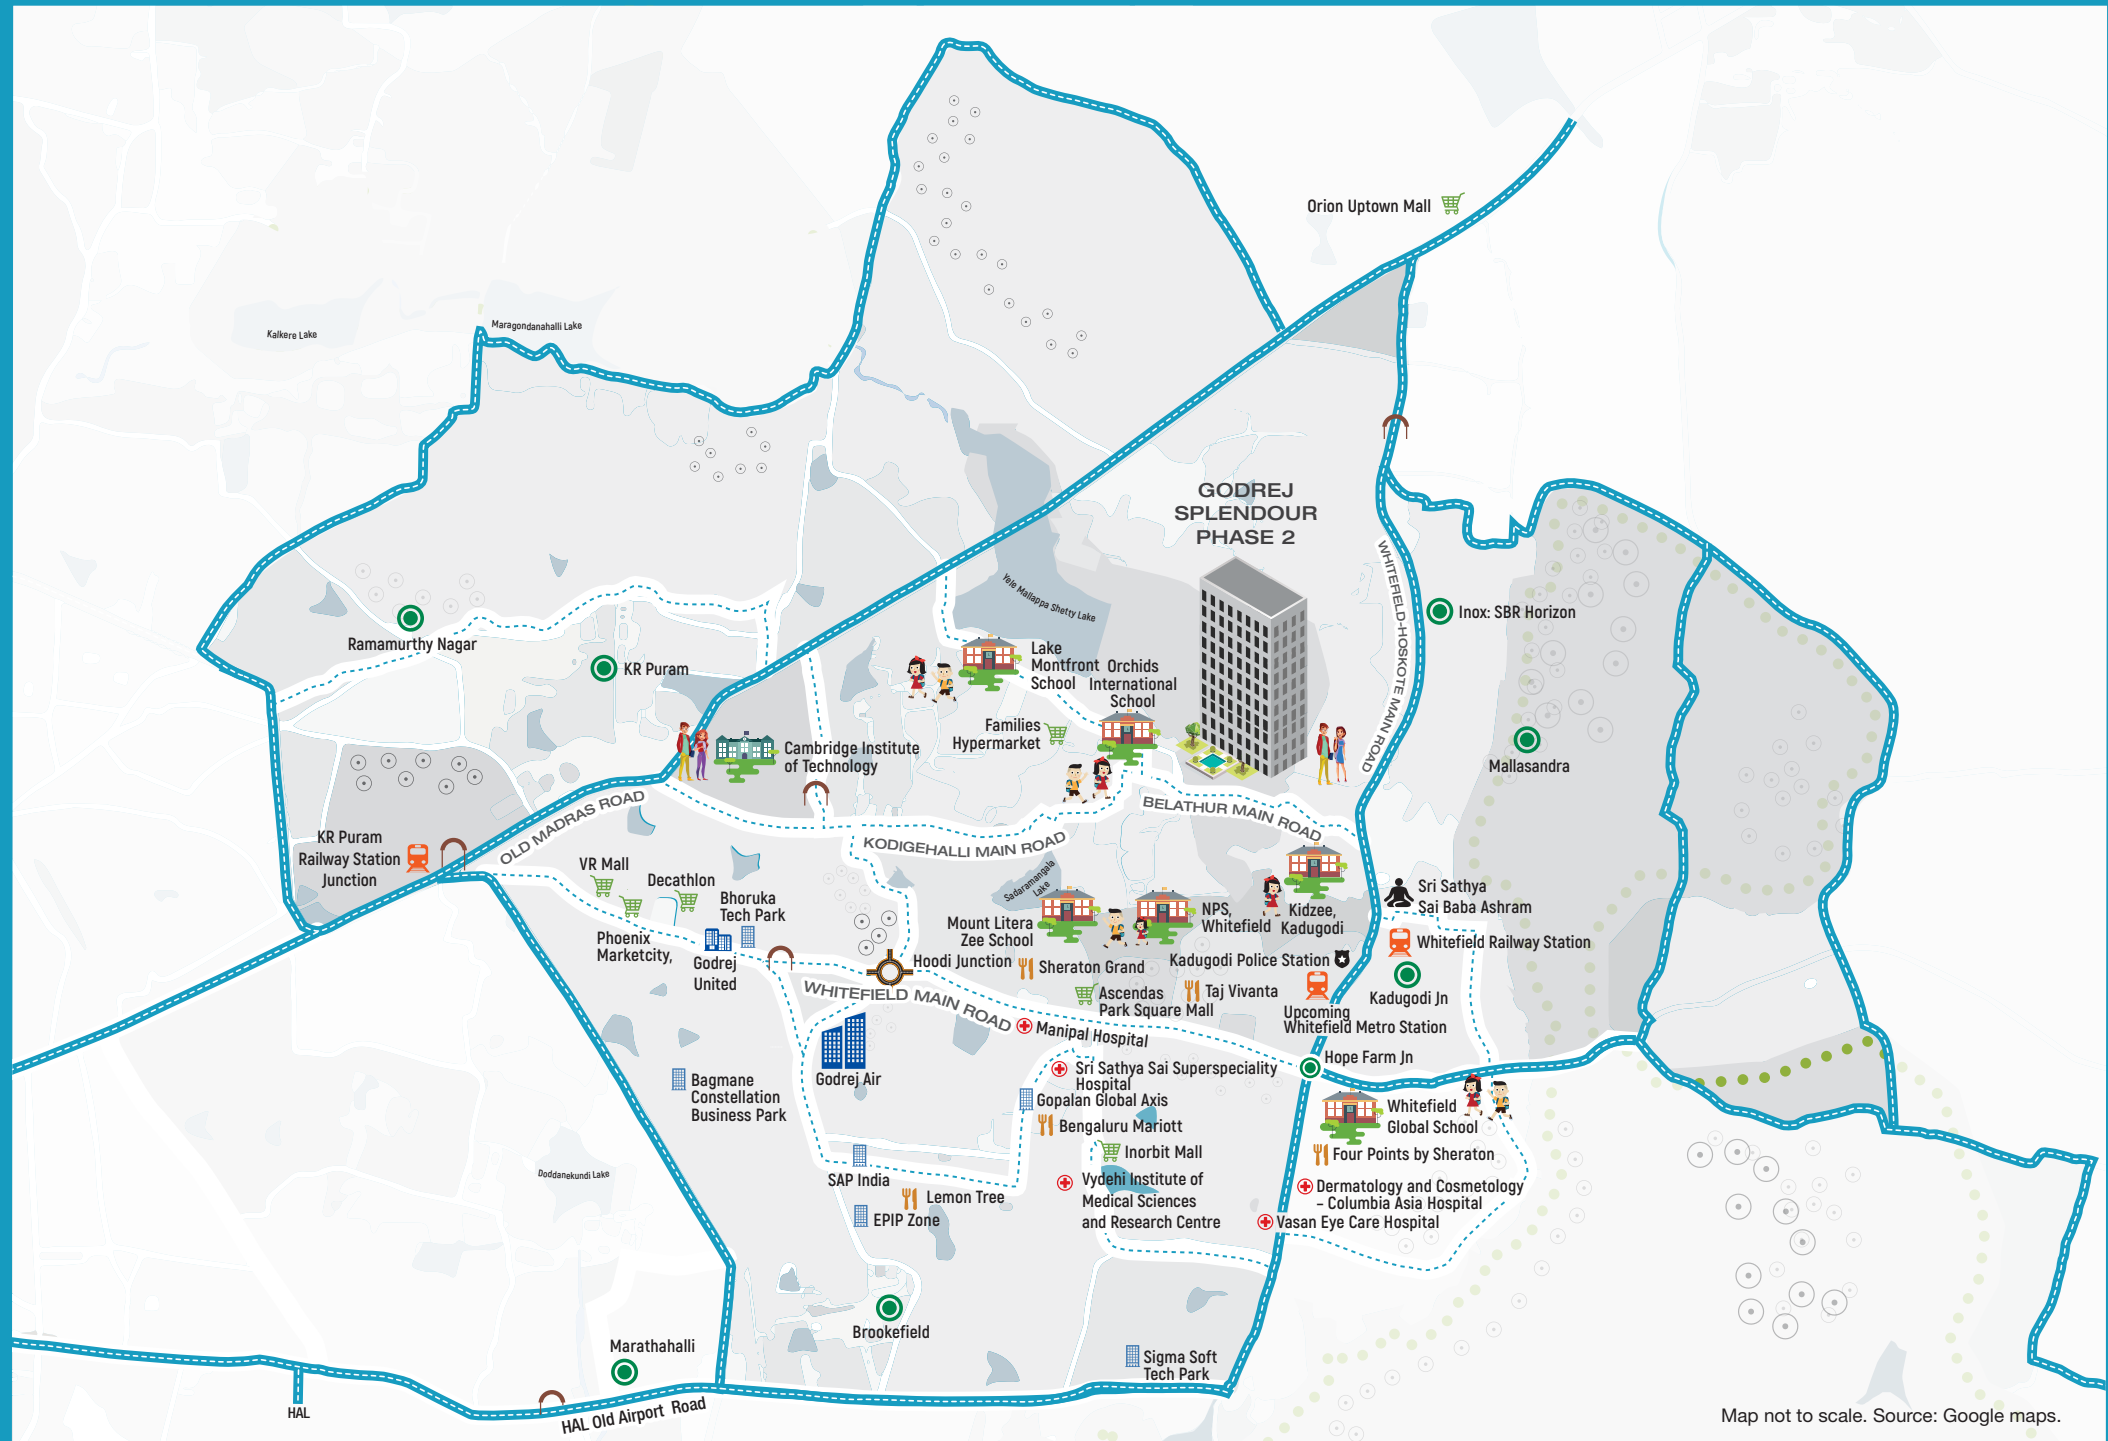 Orion Uptown Mall
Kalkere Lake
Maragondanahalli Lake
GODREJ
SPLENDOUR
PHASE 2
WHITEFIELD-HOSKOTE MAIN ROAD
Yele Mallappa Shetty Lake
Inox: SBR Horizon
Ramamurthy Nagar
KR Puram
Lake
Montfront
School
Orchids
International
School
Families
Hypermarket
Cambridge Institute
of Technology
Mallasandra
OLD MADRAS ROAD
BELATHUR MAIN ROAD
KODIGEHALLI MAIN ROAD
KR Puram
Railway Station
Junction
VR Mall
Decathlon
Bhoruka
Tech Park
Phoenix
Marketcity,
Godrej
United
Sadaramangala
Lake
Mount Litera
Zee School
NPS,
Whitefield
Kidzee,
Kadugodi
Sri Sathya
Sai Baba Ashram
Whitefield Railway Station
Hoodi Junction
Sheraton Grand
Kadugodi Police Station
Kadugodi Jn
WHITEFIELD MAIN ROAD
Ascendas
Park Square Mall
Taj Vivanta
Upcoming
Whitefield Metro Station
Manipal Hospital
Hope Farm Jn
Godrej Air
Sri Sathya Sai Superspeciality
Hospital
Gopalan Global Axis
Bagmane
Constellation
Business Park
Bengaluru Mariott
Whitefield
Global School
Inorbit Mall
Four Points by Sheraton
Doddanekundi Lake
SAP India
Lemon Tree
EPIP Zone
Vydehi Institute of
Medical Sciences
and Research Centre
Dermatology and Cosmetology
– Columbia Asia Hospital
Vasan Eye Care Hospital
Brookefield
Marathahalli
Sigma Soft
Tech Park
HAL
HAL Old Airport Road
Map not to scale. Source: Google maps.